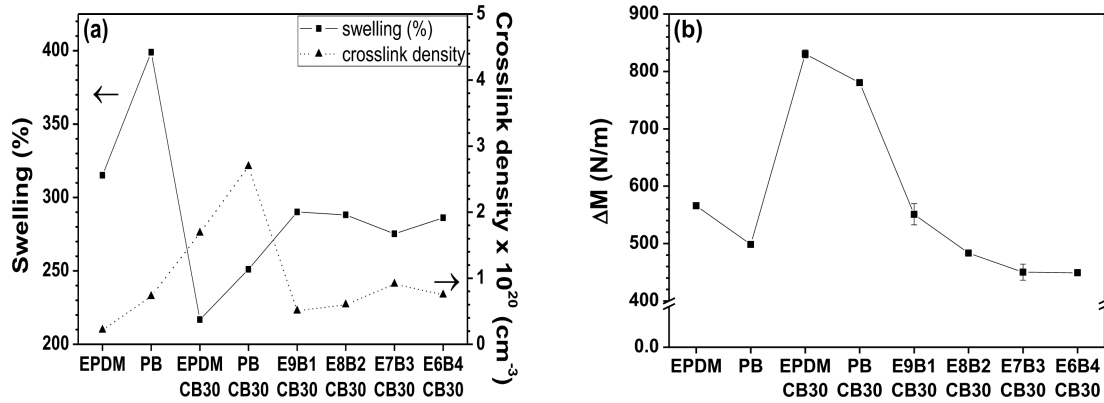 (a)
swelling (%)
crosslink density
Swelling (%)
400
350
300
250
200
5
4
3
2
1
0
Crosslink density x 10²⁰ (cm⁻³)
EPDM PB EPDM PB E9B1 E8B2 E7B3 E6B4
CB30 CB30 CB30 CB30 CB30 CB30
(b)
ΔM (N/m)
900
800
700
600
500
400
0.0
EPDM PB EPDM PB E9B1 E8B2 E7B3 E6B4
CB30 CB30 CB30 CB30 CB30 CB30